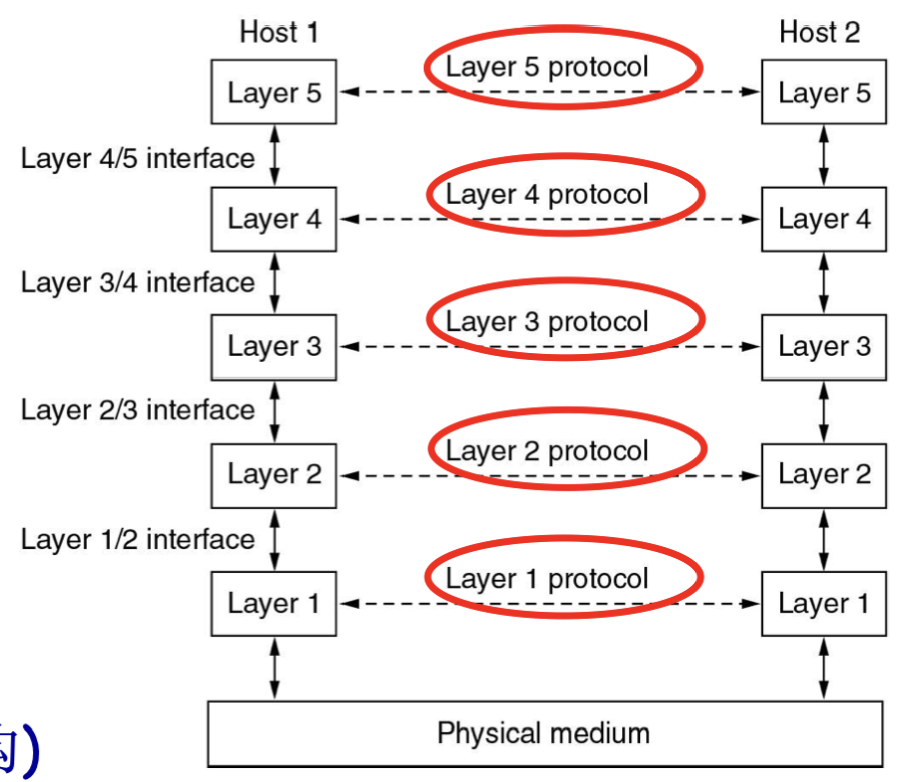 Host 1
Host 2
Layer 5 protocol
Layer 5
Layer 5
Layer 4/5 interface
Layer 4 protocol
Layer 4
Layer 4
Layer 3/4 interface
Layer 3 protocol
Layer 3
Layer 3
Layer 2/3 interface
Layer 2 protocol
Layer 2
Layer 2
Layer 1/2 interface
Layer 1 protocol
Layer 1
Layer 1
Physical medium
)